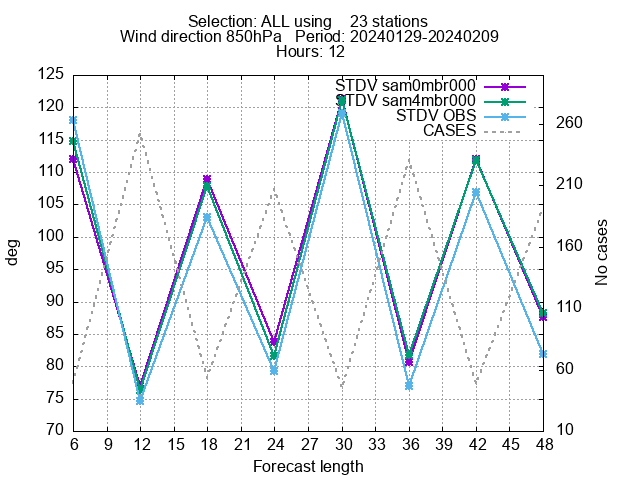 Selection: ALL using 23 stations
Wind direction 850hPa Period: 20240129-20240209
Hours: 12
STDV sam0mbr000
STDV sam4mbr000
STDV OBS
CASES
125
120
115
110
105
100
95
90
85
80
75
70
deg
260
210
160
110
60
10
No cases
6 9 12 15 18 21 24 27 30 33 36 39 42 45 48
Forecast length